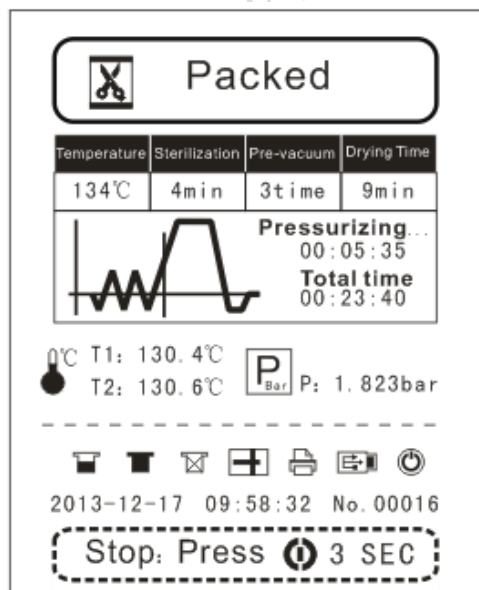 Packed
Temperature Sterilization Pre-vacuum Drying Time
134℃ 4min 3time 9min
Pressurizing...
00:05:35
Total time
00:23:40
℃ T1: 130.4℃
T2: 130.6℃
P Bar P: 1.823bar
2013-12-17 09:58:32 No.00016
Stop: Press 3 SEC